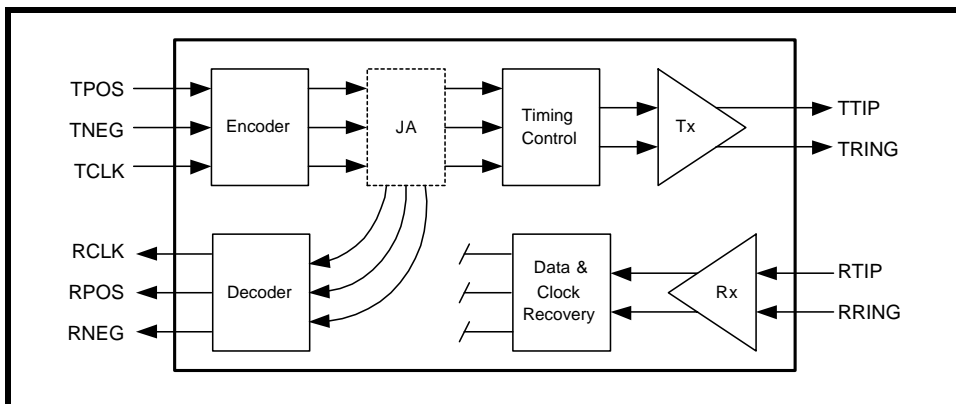 TPOS
TNEG
TCLK
Encoder
JA
Timing
Control
Tx
TTIP
TRING
RCLK
RPOS
RNEG
Decoder
Data &
Clock
Recovery
Rx
RTIP
RRING